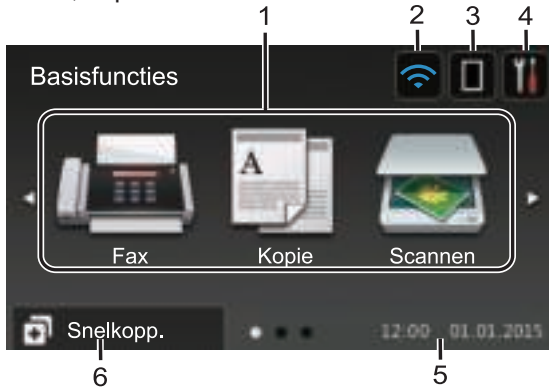 1 2 3 4
Basisfuncties
A
Fax Kopie Scannen
Snelkopp. 12:00 01.01.2015
6 5